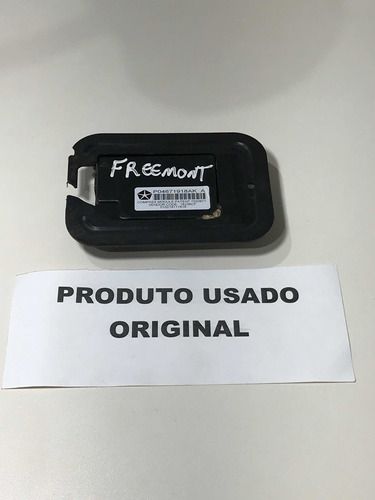 FREEMONT
P04671918AK A
PRODUTO USADO
ORIGINAL